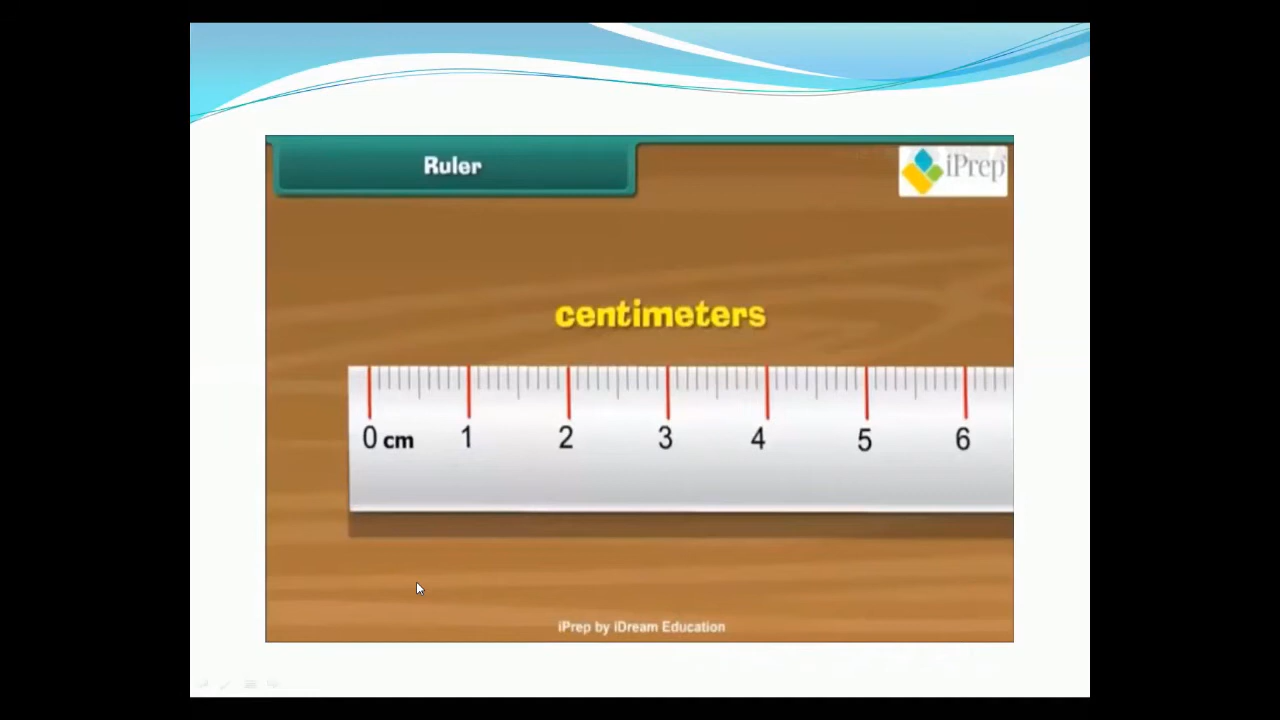 Ruler
iPrep
centimeters
0 cm 1 2 3 4 5 6
iPrep by iDream Education